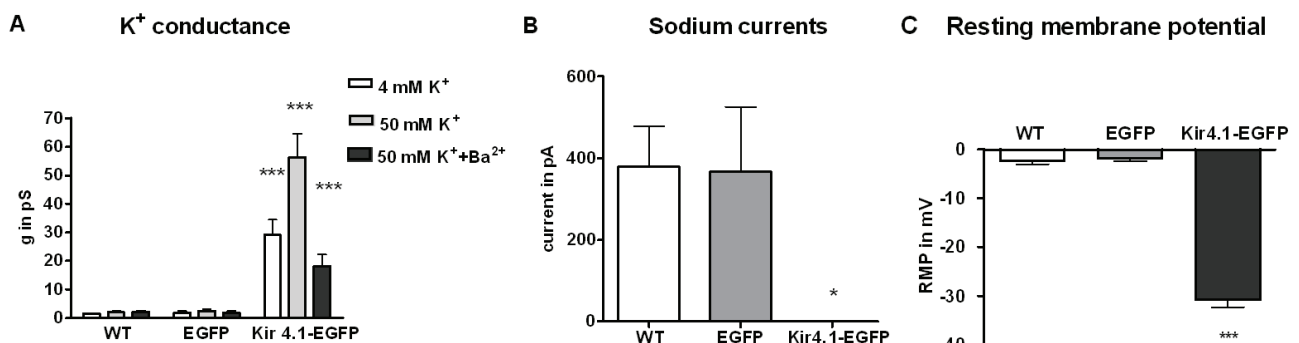 A
K⁺ conductance
4 mM K⁺
50 mM K⁺
50 mM K⁺+Ba²⁺
***
***
***
g in pS
70
60
50
40
30
20
10
0
WT
EGFP
Kir 4.1-EGFP
B
Sodium currents
current in pA
600
400
200
0
*
WT
EGFP
Kir4.1-EGFP
C
Resting membrane potential
WT
EGFP
Kir4.1-EGFP
RMP in mV
0
-10
-20
-30
-40
***